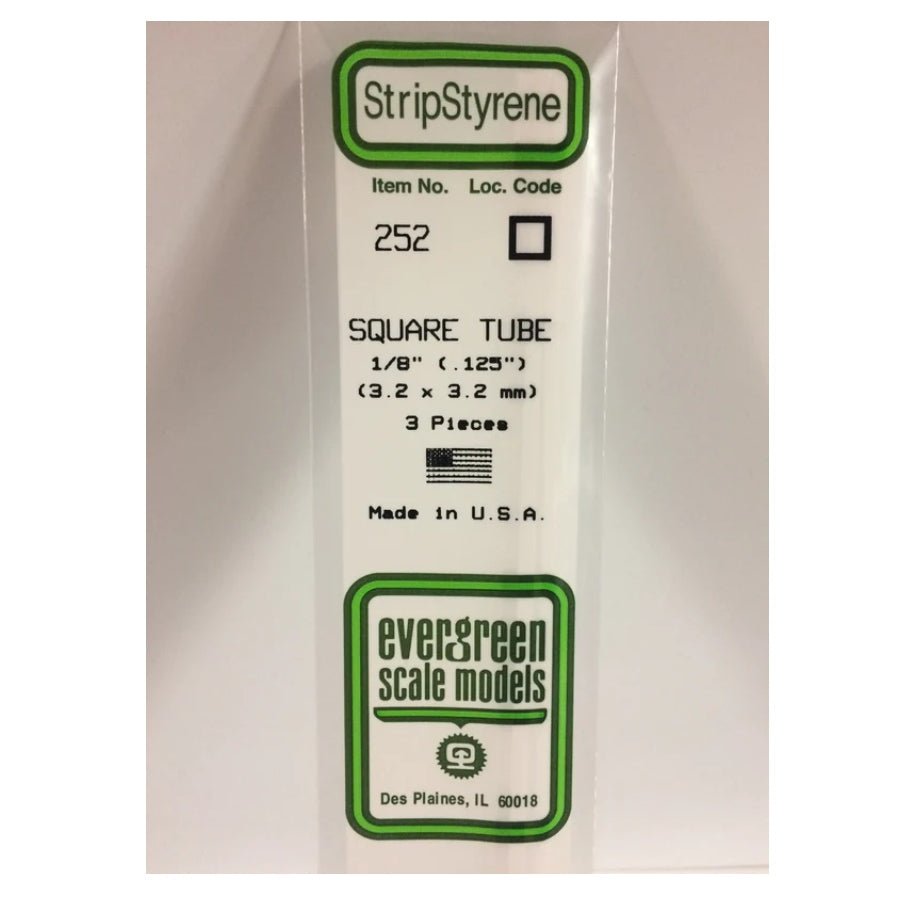 StripStyrene
Item No. Loc. Code
252
SQUARE TUBE
1/8" (.125")
(3.2 x 3.2 mm)
3 Pieces
Made in U.S.A.
evergreen
scale models
Des Plaines, IL 60018